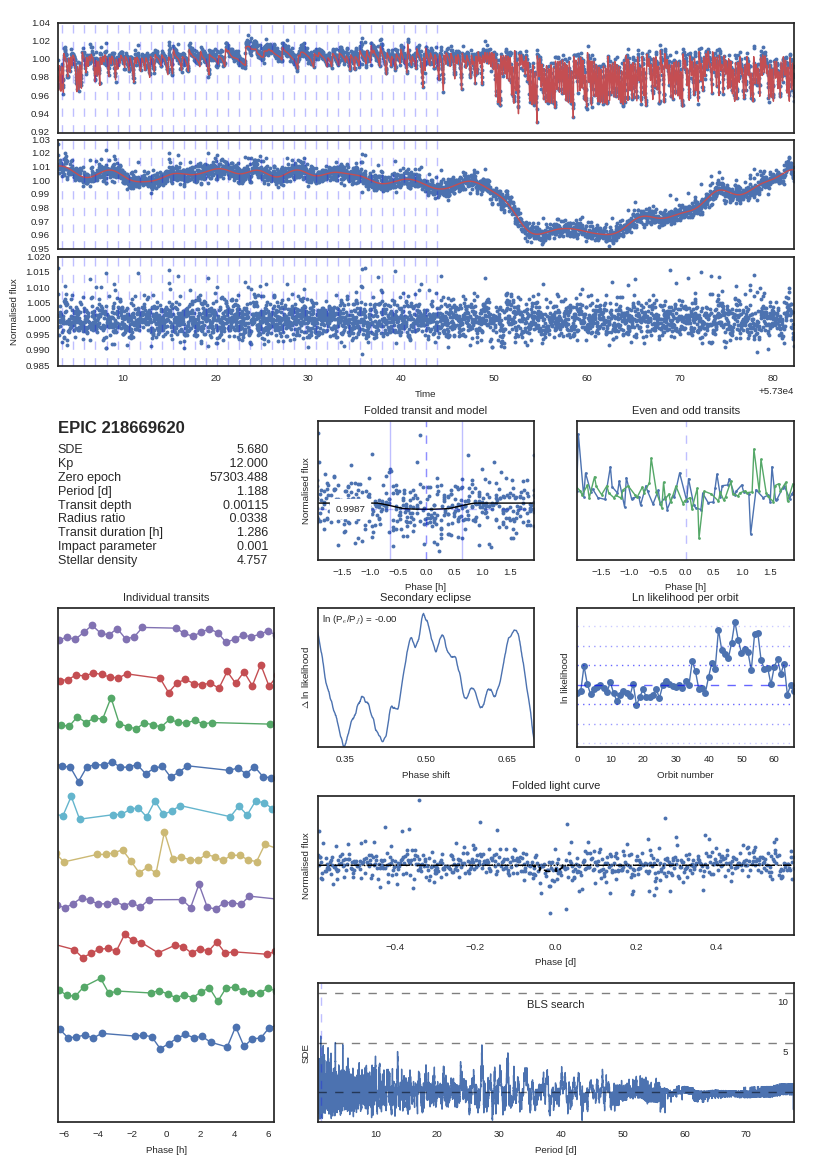 1.04
1.02
1.00
0.98
0.96
0.94
0.92
1.03
1.02
1.01
1.00
0.99
0.98
0.97
0.96
0.95
1.020
1.015
1.010
1.005
1.000
0.995
0.990
0.985
Normalised flux
10 20 30 40 50 60 70 80
Time
+5.73e4
EPIC 218669620
SDE 5.680
Kp 12.000
Zero epoch 57303.488
Period [d] 1.188
Transit depth 0.00115
Radius ratio 0.0338
Transit duration [h] 1.286
Impact parameter 0.001
Stellar density 4.757
Folded transit and model
Normalised flux
0.9987
−1.5 −1.0 −0.5 0.0 0.5 1.0 1.5
Phase [h]
Even and odd transits
−1.5 −1.0 −0.5 0.0 0.5 1.0 1.5
Phase [h]
Individual transits
−6 −4 −2 0 2 4 6
Phase [h]
Secondary eclipse
ln (Pₑ/P𝑓) = -0.00
Δ ln likelihood
0.35 0.50 0.65
Phase shift
Ln likelihood per orbit
ln likelihood
0 10 20 30 40 50 60
Orbit number
Folded light curve
Normalised flux
−0.4 −0.2 0.0 0.2 0.4
Phase [d]
BLS search
10
5
SDE
10 20 30 40 50 60 70
Period [d]